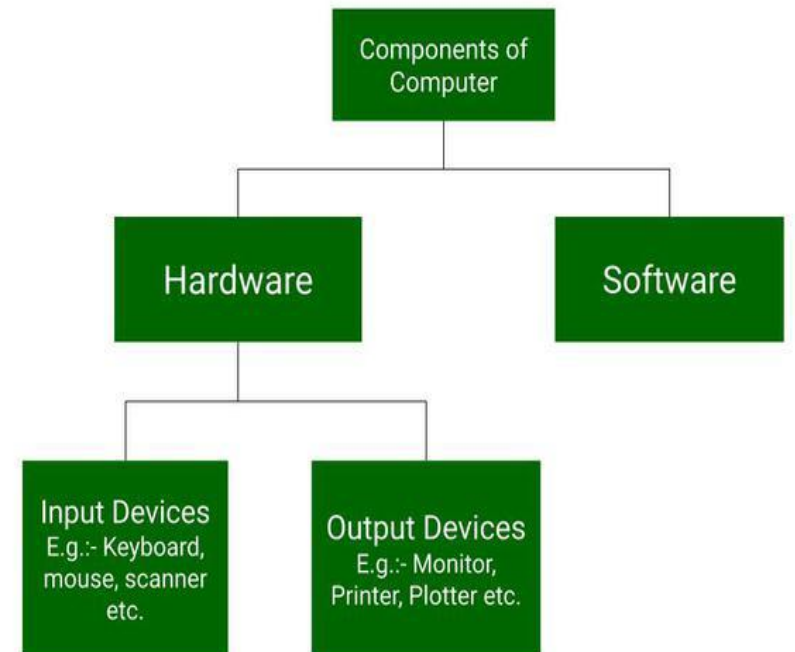 Components of
Computer
Hardware
Software
Input Devices
E.g.:- Keyboard,
mouse, scanner
etc.
Output Devices
E.g.:- Monitor,
Printer, Plotter etc.